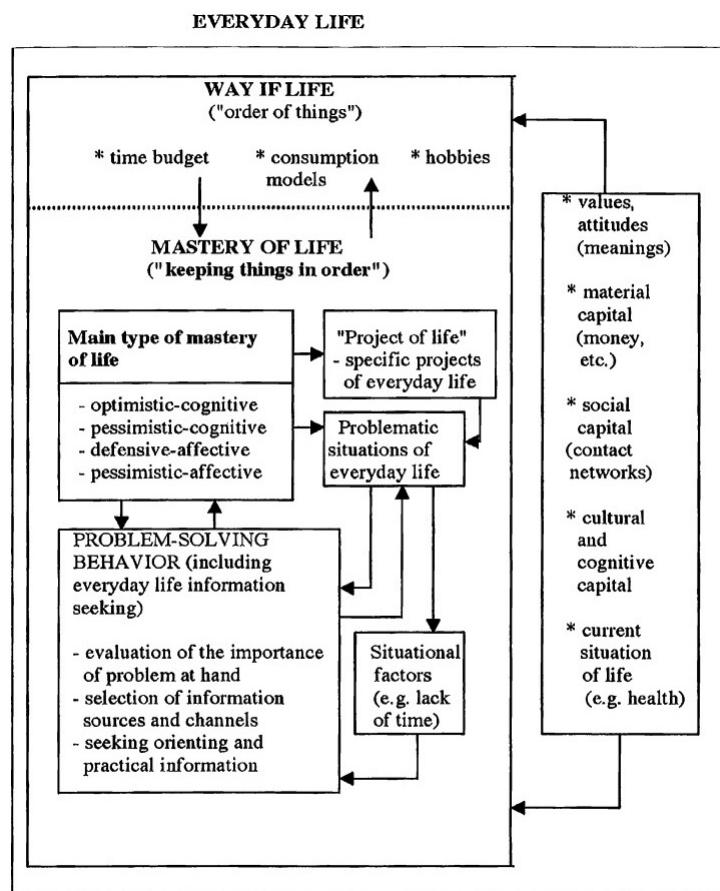 EVERYDAY LIFE
WAY IF LIFE
("order of things")
* time budget * consumption models * hobbies
MASTERY OF LIFE
("keeping things in order")
Main type of mastery
of life
- optimistic-cognitive
- pessimistic-cognitive
- defensive-affective
- pessimistic-affective
"Project of life"
- specific projects
of everyday life
Problematic
situations of
everyday life
PROBLEM-SOLVING
BEHAVIOR (including
everyday life information
seeking)
- evaluation of the importance
of problem at hand
- selection of information
sources and channels
- seeking orienting and
practical information
Situational
factors
(e.g. lack
of time)
* values,
attitudes
(meanings)
* material
capital
(money,
etc.)
* social
capital
(contact
networks)
* cultural
and
cognitive
capital
* current
situation
of life
(e.g. health)